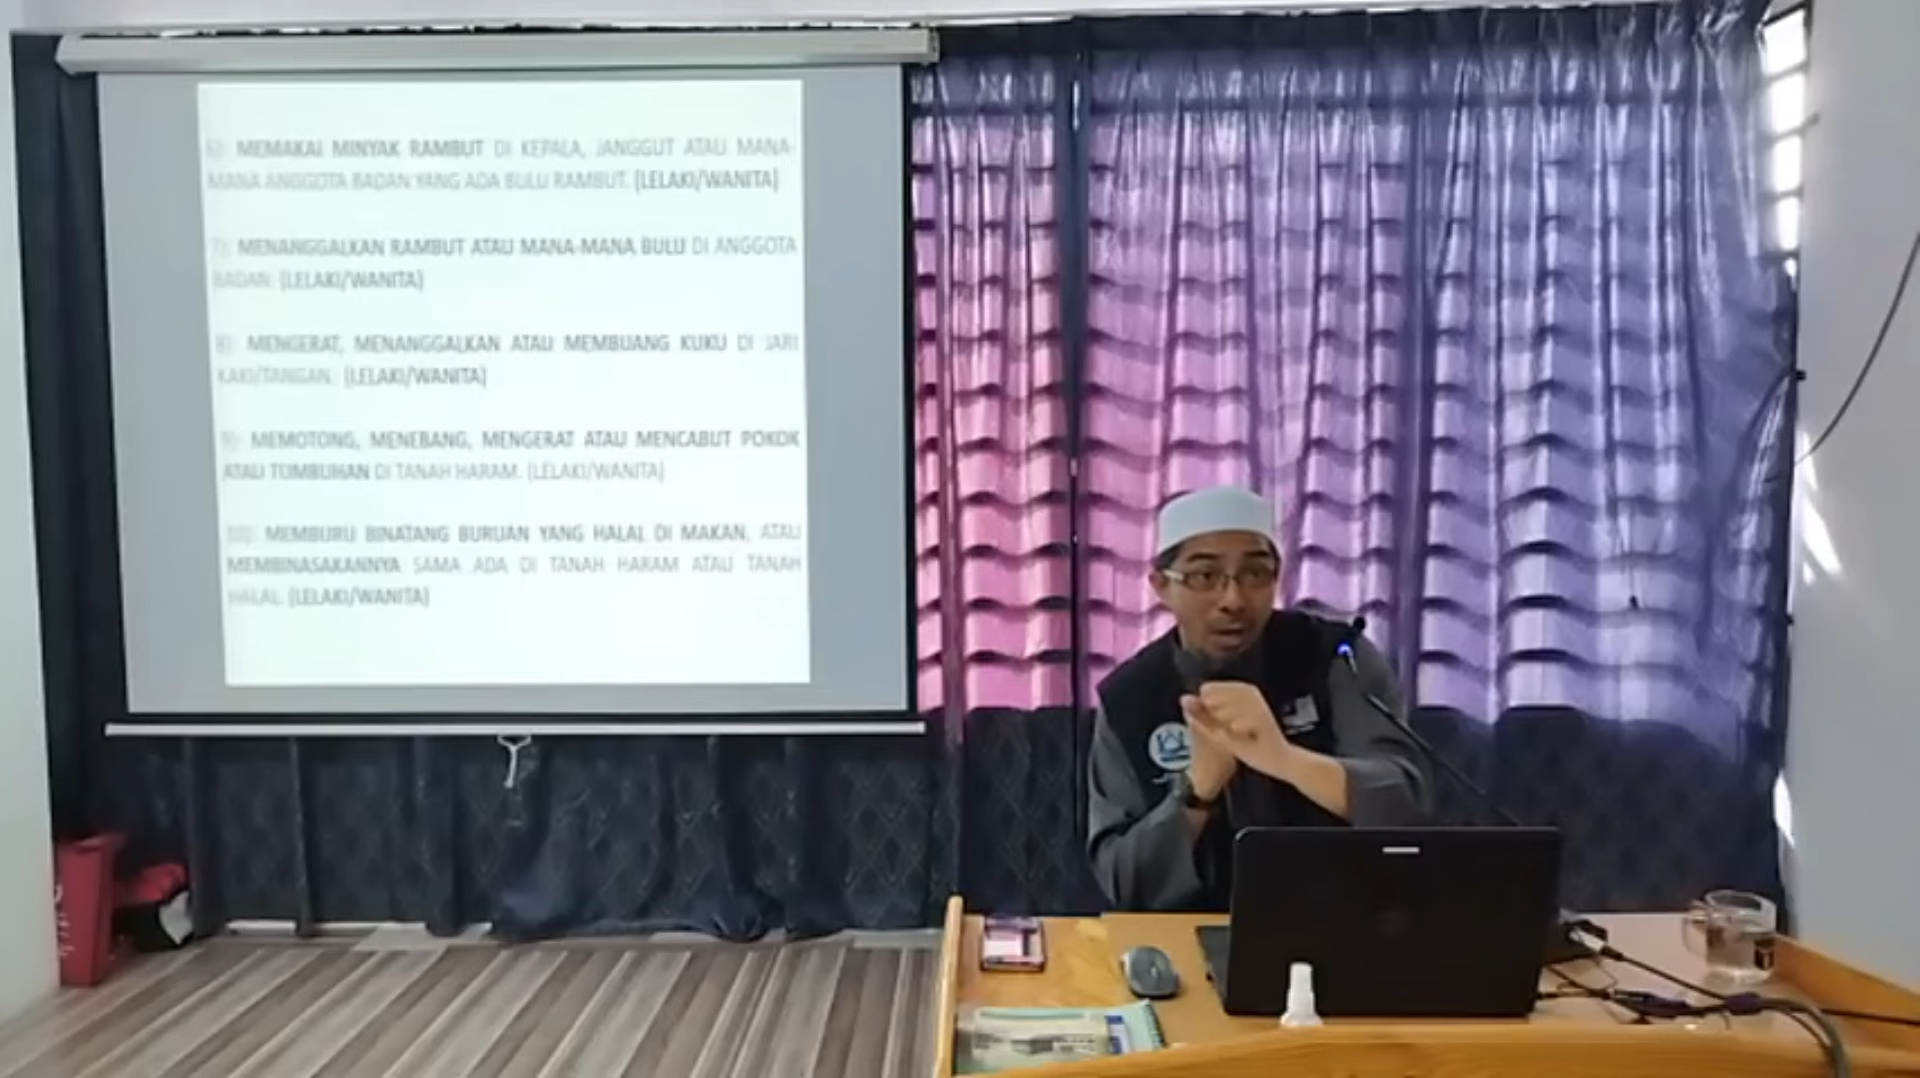 6) MEMAKAI MINYAK RAMBUT DI KEPALA, JANGGUT ATAU MANA-
MANA ANGGOTA BADAN YANG ADA BULU RAMBUT. (LELAKI/WANITA)
7) MENANGGALKAN RAMBUT ATAU MANA-MANA BULU DI ANGGOTA
BADAN. (LELAKI/WANITA)
8) MENGERAT, MENANGGALKAN ATAU MEMBUANG KUKU DI JARI
KAKI/TANGAN. (LELAKI/WANITA)
9) MEMOTONG, MENEBANG, MENGERAT ATAU MENCABUT POKOK
ATAU TUMBUHAN DI TANAH HARAM. (LELAKI/WANITA)
10) MEMBURU BINATANG BURUAN YANG HALAL DI MAKAN, ATAU
MEMBINASAKANNYA SAMA ADA DI TANAH HARAM ATAU TANAH
HALAL. (LELAKI/WANITA)